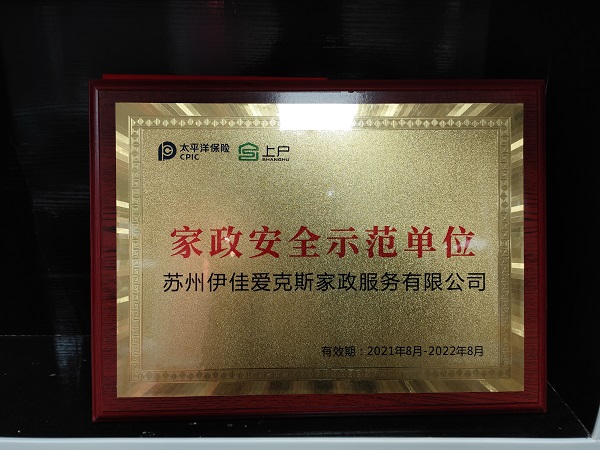 太平洋保险
CPIC
上户
SHANGHU
家政安全示范单位
苏州伊佳爱克斯家政服务有限公司
有效期：2021年8月-2022年8月